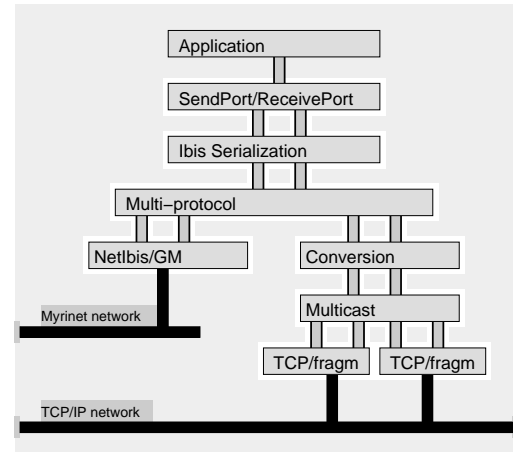 Application
SendPort/ReceivePort
Ibis Serialization
Multi−protocol
NetIbis/GM
Conversion
Myrinet network
Multicast
TCP/fragm
TCP/fragm
TCP/IP network